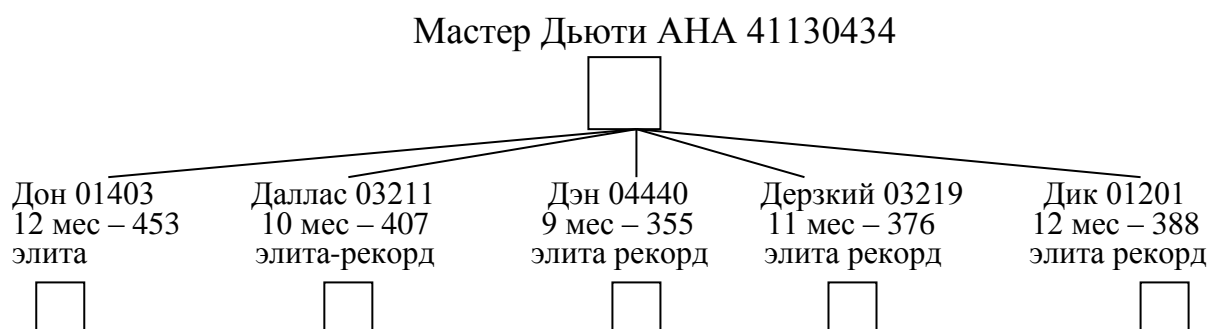 Мастер Дьюти АНА 41130434
Дон 01403
12 мес – 453
элита
Даллас 03211
10 мес – 407
элита-рекорд
Дэн 04440
9 мес – 355
элита рекорд
Дерзкий 03219
11 мес – 376
элита рекорд
Дик 01201
12 мес – 388
элита рекорд